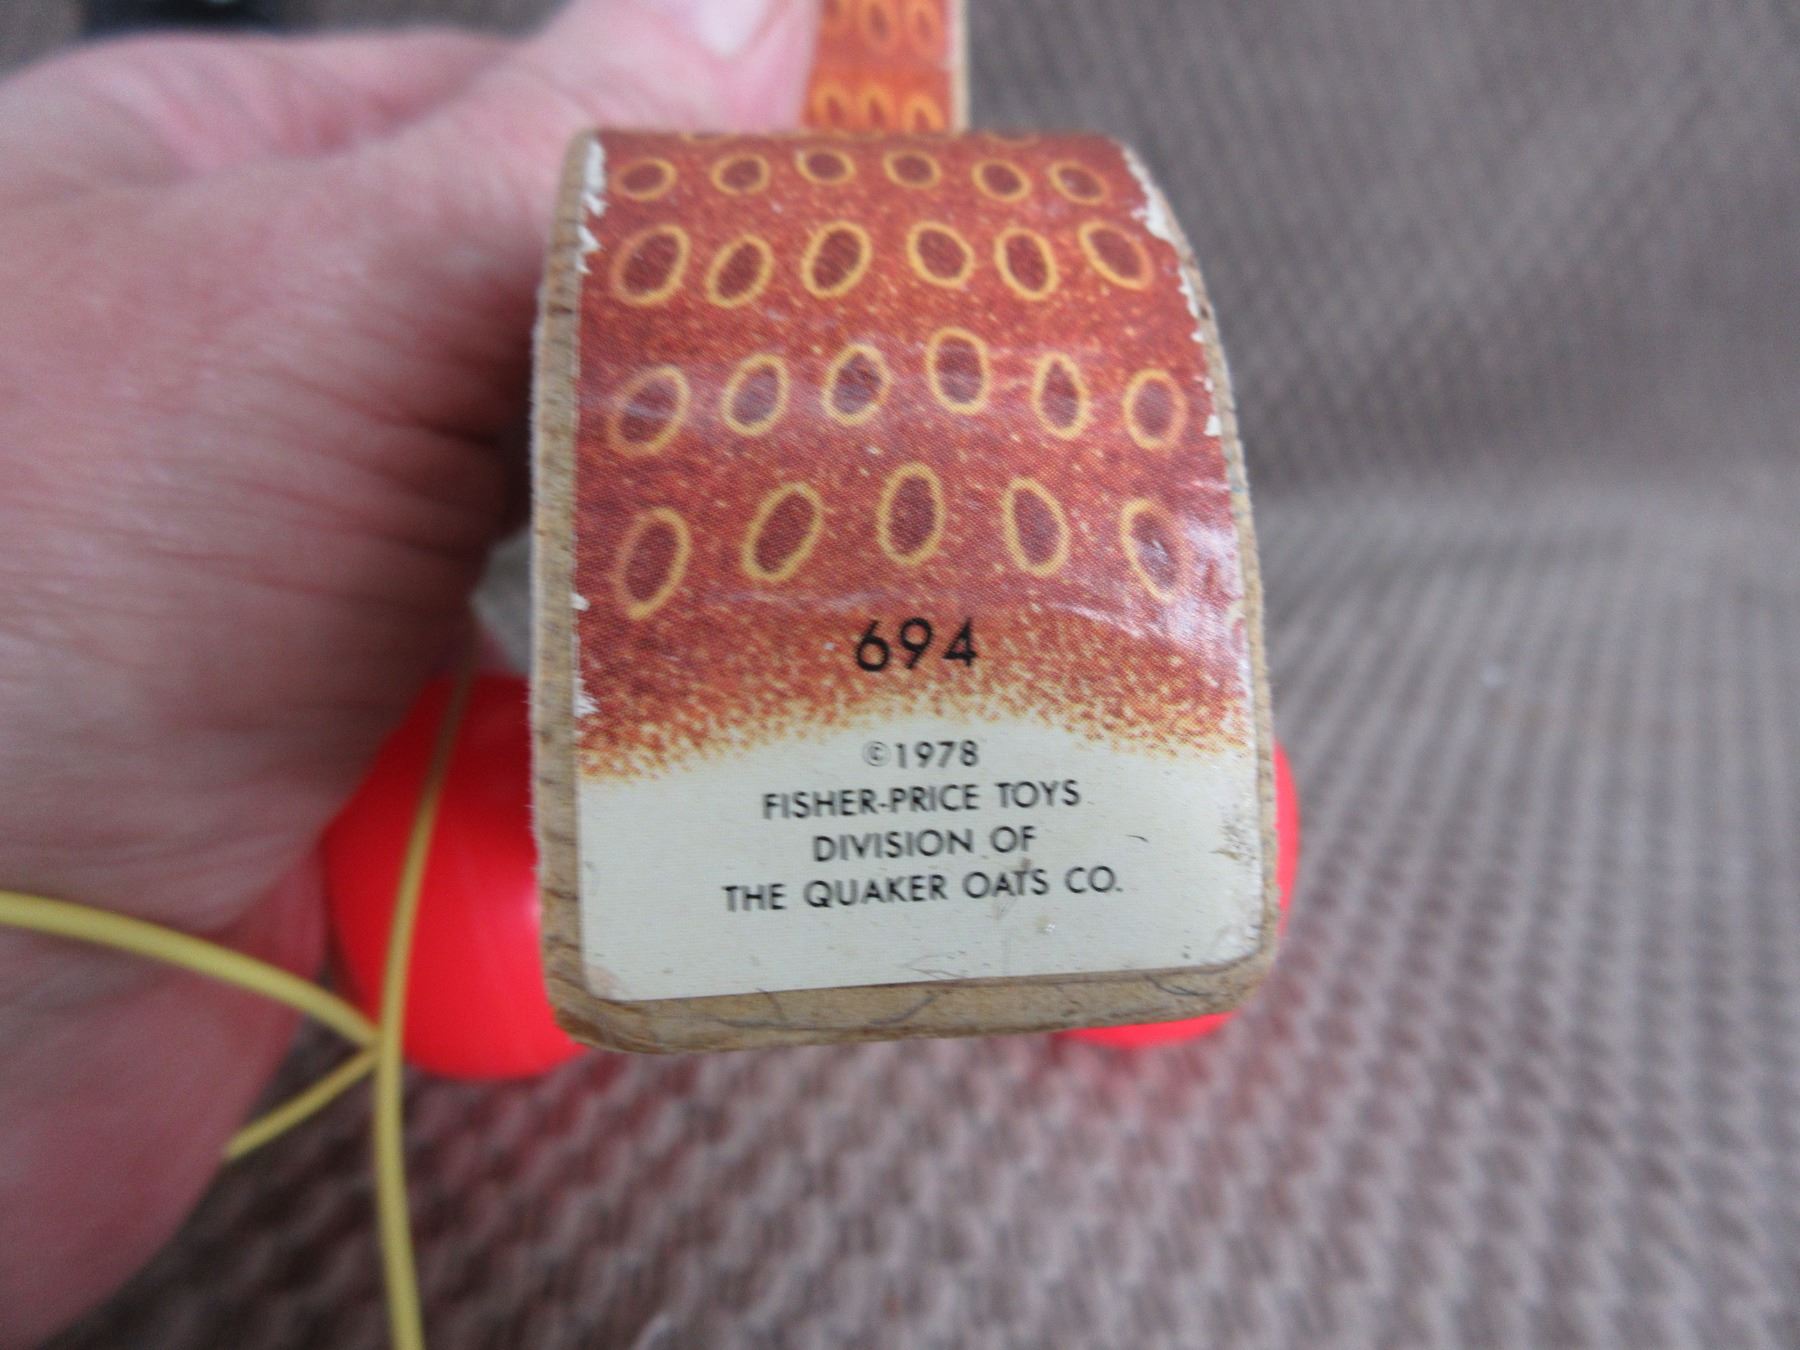 694
©1978
FISHER-PRICE TOYS
DIVISION OF
THE QUAKER OATS CO.